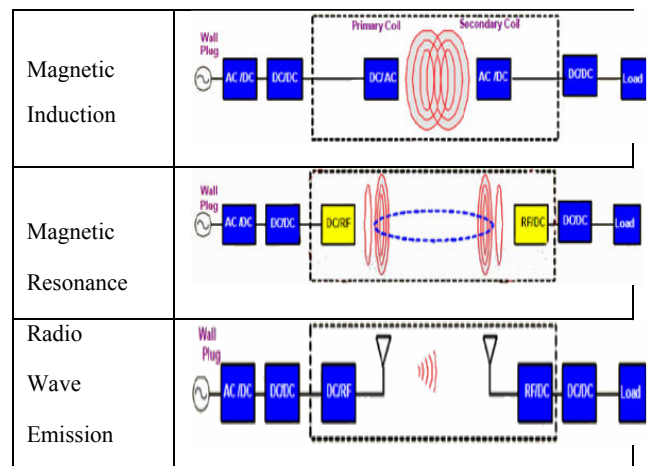 Magnetic
Induction
Wall
Plug
AC/DC
DC/DC
DC/AC
Primary Coil
Secondary Coil
AC/DC
DC/DC
Load
Magnetic
Resonance
Wall
Plug
AC/DC
DC/DC
DC/RF
RF/DC
DC/DC
Load
Radio
Wave
Emission
Wall
Plug
AC/DC
DC/DC
DC/RF
RF/DC
DC/DC
Load